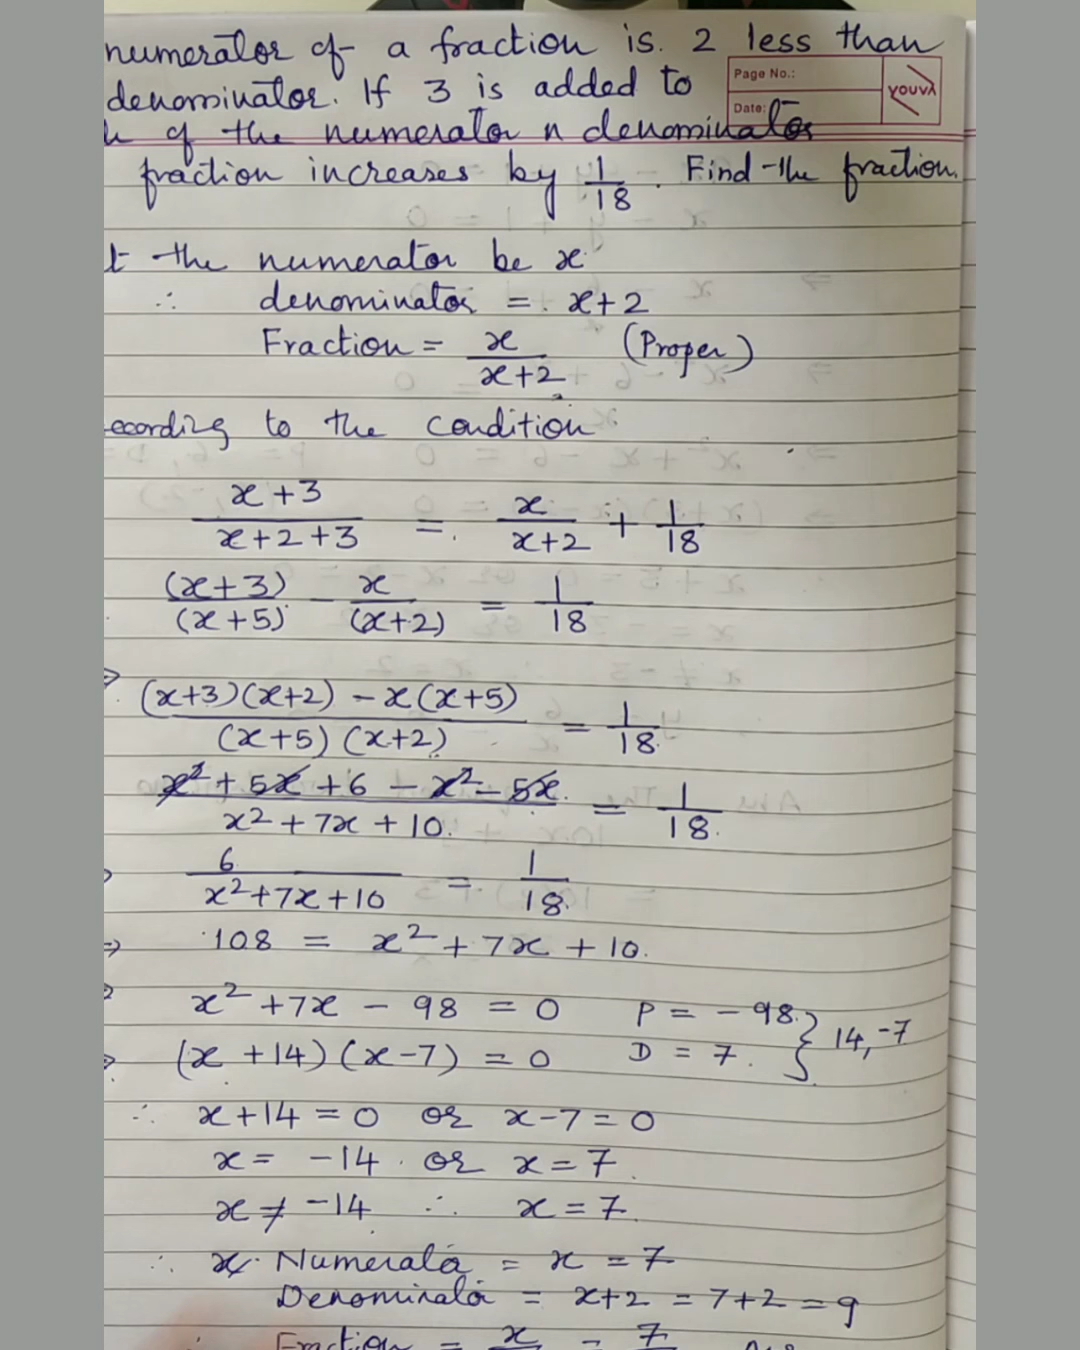 numerator of a fraction is 2 less than
denominator. If 3 is added to
Page No.:
Date:
youva
h of the numerator n denominator
fraction increases by 1/18. Find the fraction.
t the numerator be x
∴ denominator = x+2
Fraction = x/(x+2) (Proper)
ccording to the condition
(x+3)/(x+2+3) = x/(x+2) + 1/18
(x+3)/(x+5) - x/(x+2) = 1/18
((x+3)(x+2) - x(x+5))/((x+5)(x+2)) = 1/18
(x²+5x+6-x²-5x)/(x²+7x+10) = 1/18
6/(x²+7x+10) = 1/18
⇒ 108 = x²+7x+10.
x²+7x-98 = 0 P = -98
(x+14)(x-7) = 0 D = 7. } 14, -7
∴ x+14=0 or x-7=0
x = -14 or x=7
x ≠ -14 ∴ x=7
∴ Numerator = x = 7
Denominator = x+2 = 7+2 = 9
Fraction = x = 7